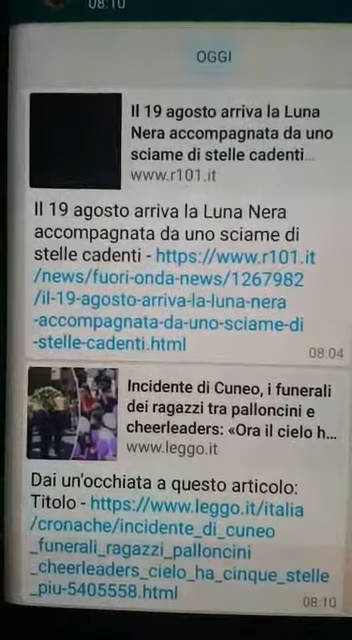 08:10
OGGI
Il 19 agosto arriva la Luna
Nera accompagnata da uno
sciame di stelle cadenti...
www.r101.it
Il 19 agosto arriva la Luna Nera
accompagnata da uno sciame di
stelle cadenti - https://www.r101.it
/news/fuori-onda-news/1267982
/il-19-agosto-arriva-la-luna-nera
-accompagnata-da-uno-sciame-di
-stelle-cadenti.html
08:04
Incidente di Cuneo, i funerali
dei ragazzi tra palloncini e
cheerleaders: «Ora il cielo h...
www.leggo.it
Dai un'occhiata a questo articolo:
Titolo - https://www.leggo.it/italia
/cronache/incidente_di_cuneo
_funerali_ragazzi_palloncini
_cheerleaders_cielo_ha_cinque_stelle
_piu-5405558.html
08:10